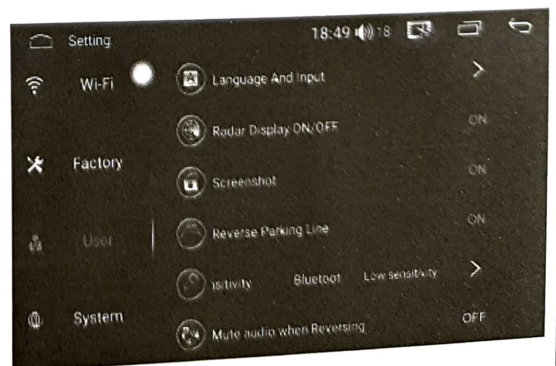 Setting 18:49 18
Wi-Fi
Factory
User
System
Language And Input
Radar Display ON/OFF ON
Screenshot ON
Reverse Parking Line ON
nsitivity Bluetoot Low sensitivity
Mute audio when Reversing OFF